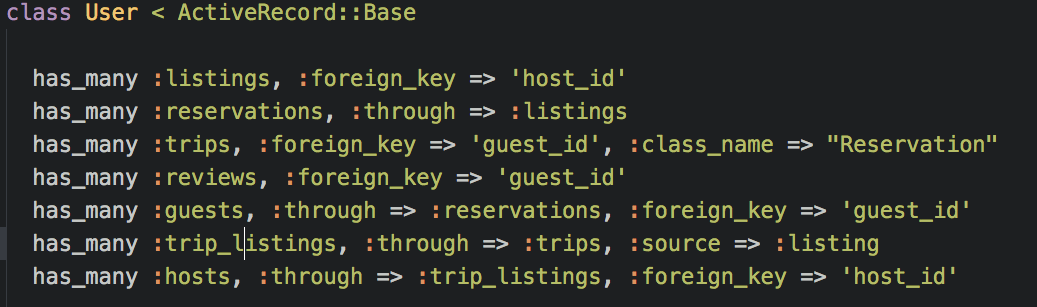 class User < ActiveRecord::Base
has_many :listings, :foreign_key => 'host_id'
has_many :reservations, :through => :listings
has_many :trips, :foreign_key => 'guest_id', :class_name => "Reservation"
has_many :reviews, :foreign_key => 'guest_id'
has_many :guests, :through => :reservations, :foreign_key => 'guest_id'
has_many :trip_listings, :through => :trips, :source => :listing
has_many :hosts, :through => :trip_listings, :foreign_key => 'host_id'